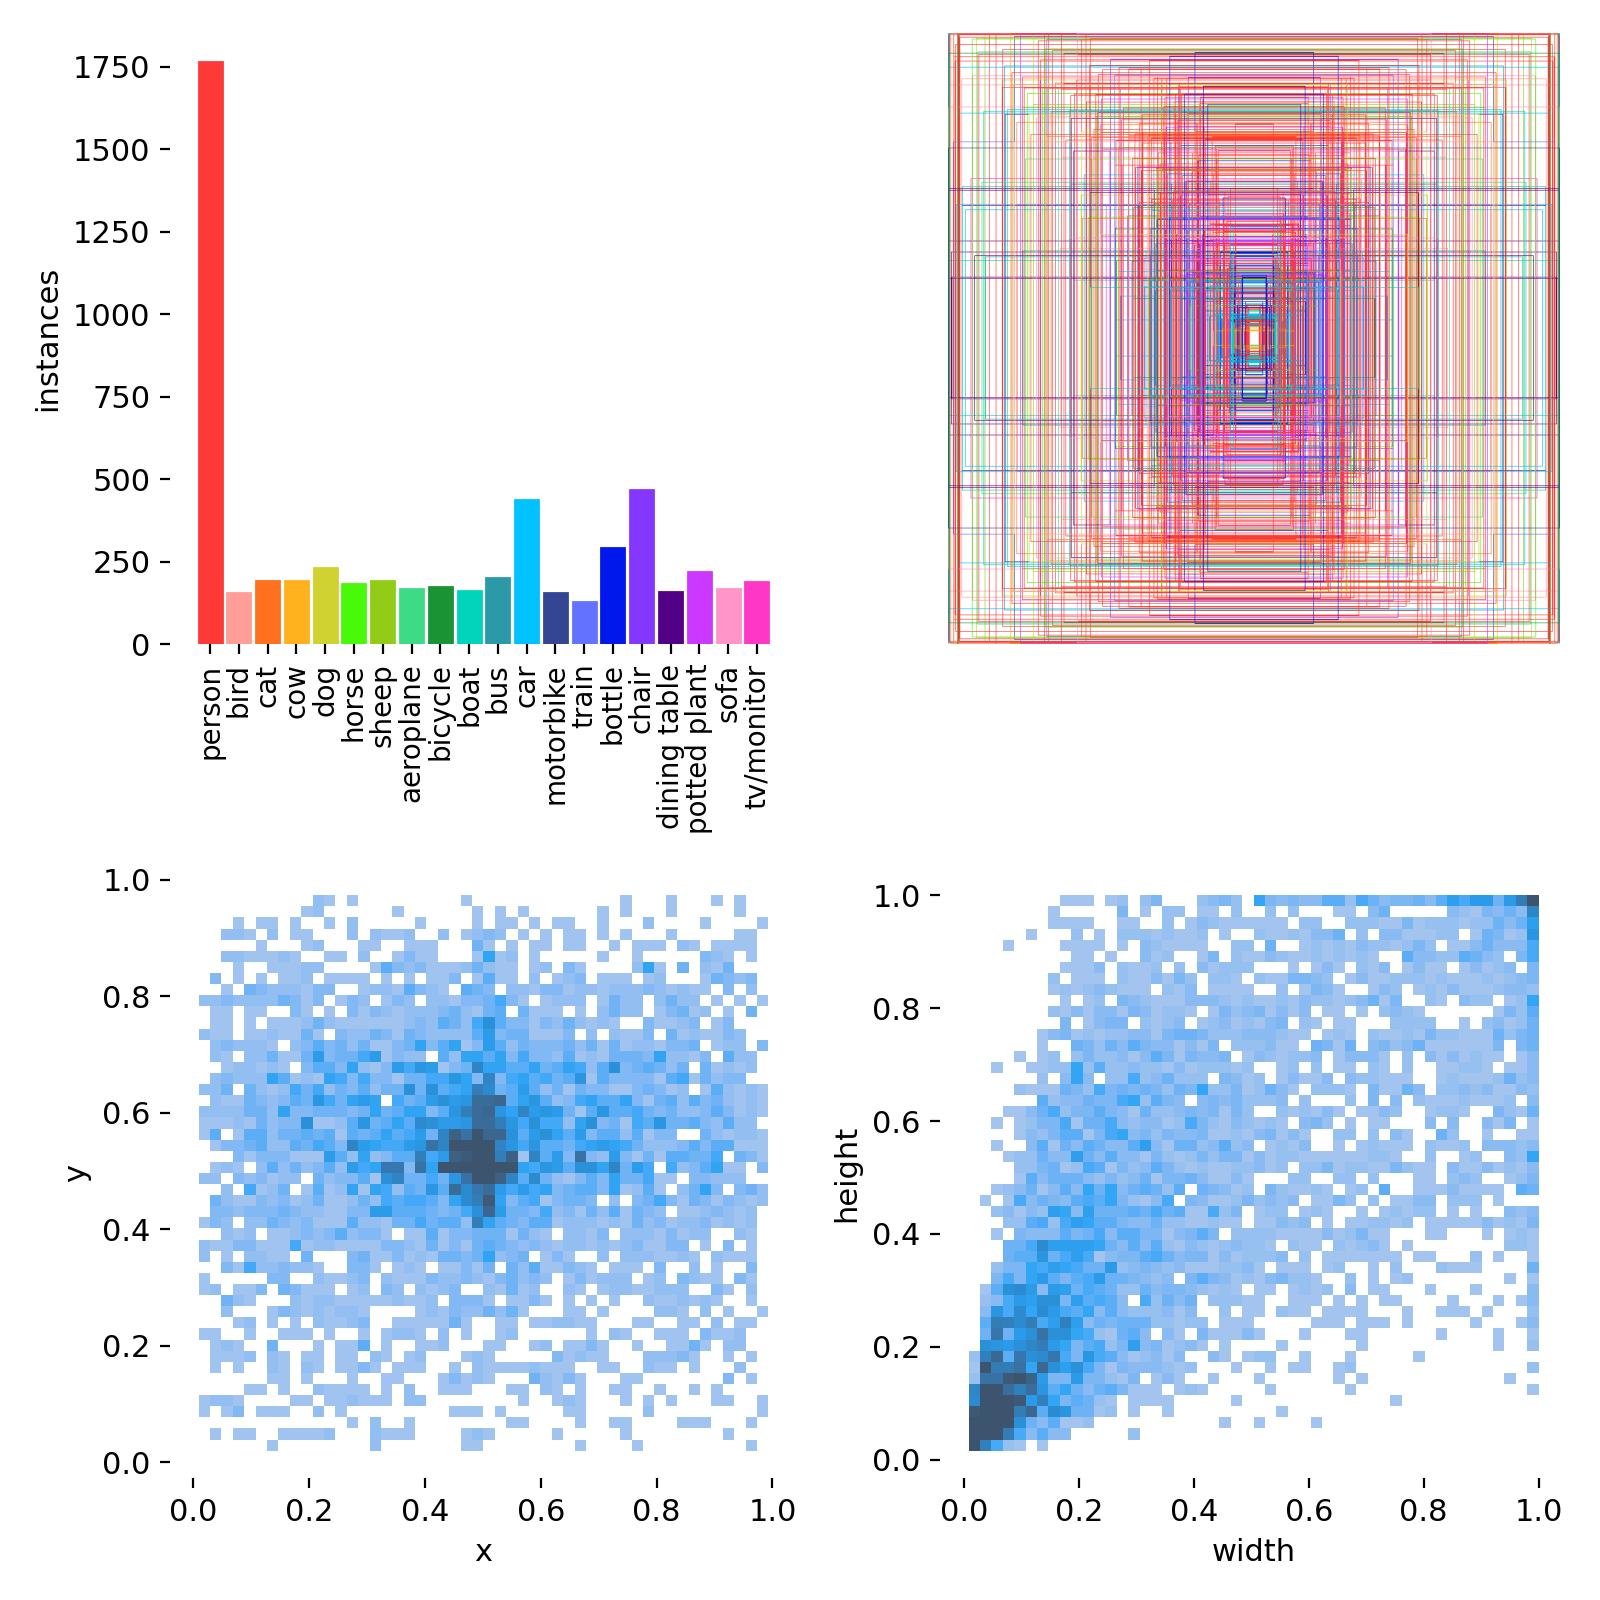 instances
1750
1500
1250
1000
750
500
250
0
person
bird
cat
cow
dog
horse
sheep
aeroplane
bicycle
boat
bus
car
motorbike
train
bottle
chair
dining table
potted plant
sofa
tv/monitor
y
1.0
0.8
0.6
0.4
0.2
0.0
0.0 0.2 0.4 0.6 0.8 1.0
x
height
1.0
0.8
0.6
0.4
0.2
0.0
0.0 0.2 0.4 0.6 0.8 1.0
width